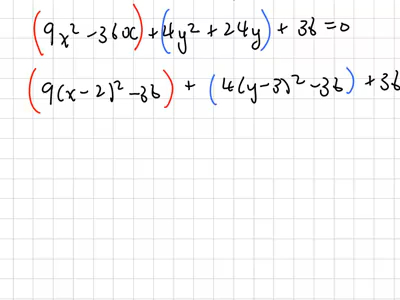 (9x² - 36x) + (4y² + 24y) + 36 = 0
(9(x-2)² - 36) + (4(y-3)² - 36) + 36